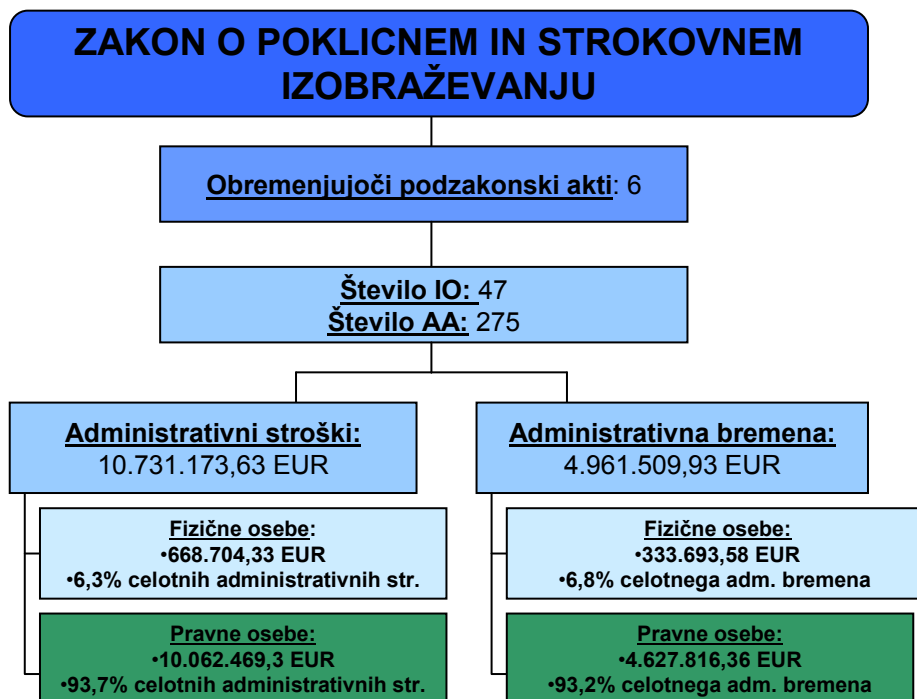 ZAKON O POKLICNEM IN STROKOVNEM
IZOBRAŽEVANJU
Obremenjujoči podzakonski akti: 6
Število IO: 47
Število AA: 275
Administrativni stroški:
10.731.173,63 EUR
Fizične osebe:
•668.704,33 EUR
•6,3% celotnih administrativnih str.
Pravne osebe:
•10.062.469,3 EUR
•93,7% celotnih administrativnih str.
Administrativna bremena:
4.961.509,93 EUR
Fizične osebe:
•333.693,58 EUR
•6,8% celotnega adm. bremena
Pravne osebe:
•4.627.816,36 EUR
•93,2% celotnega adm. bremena